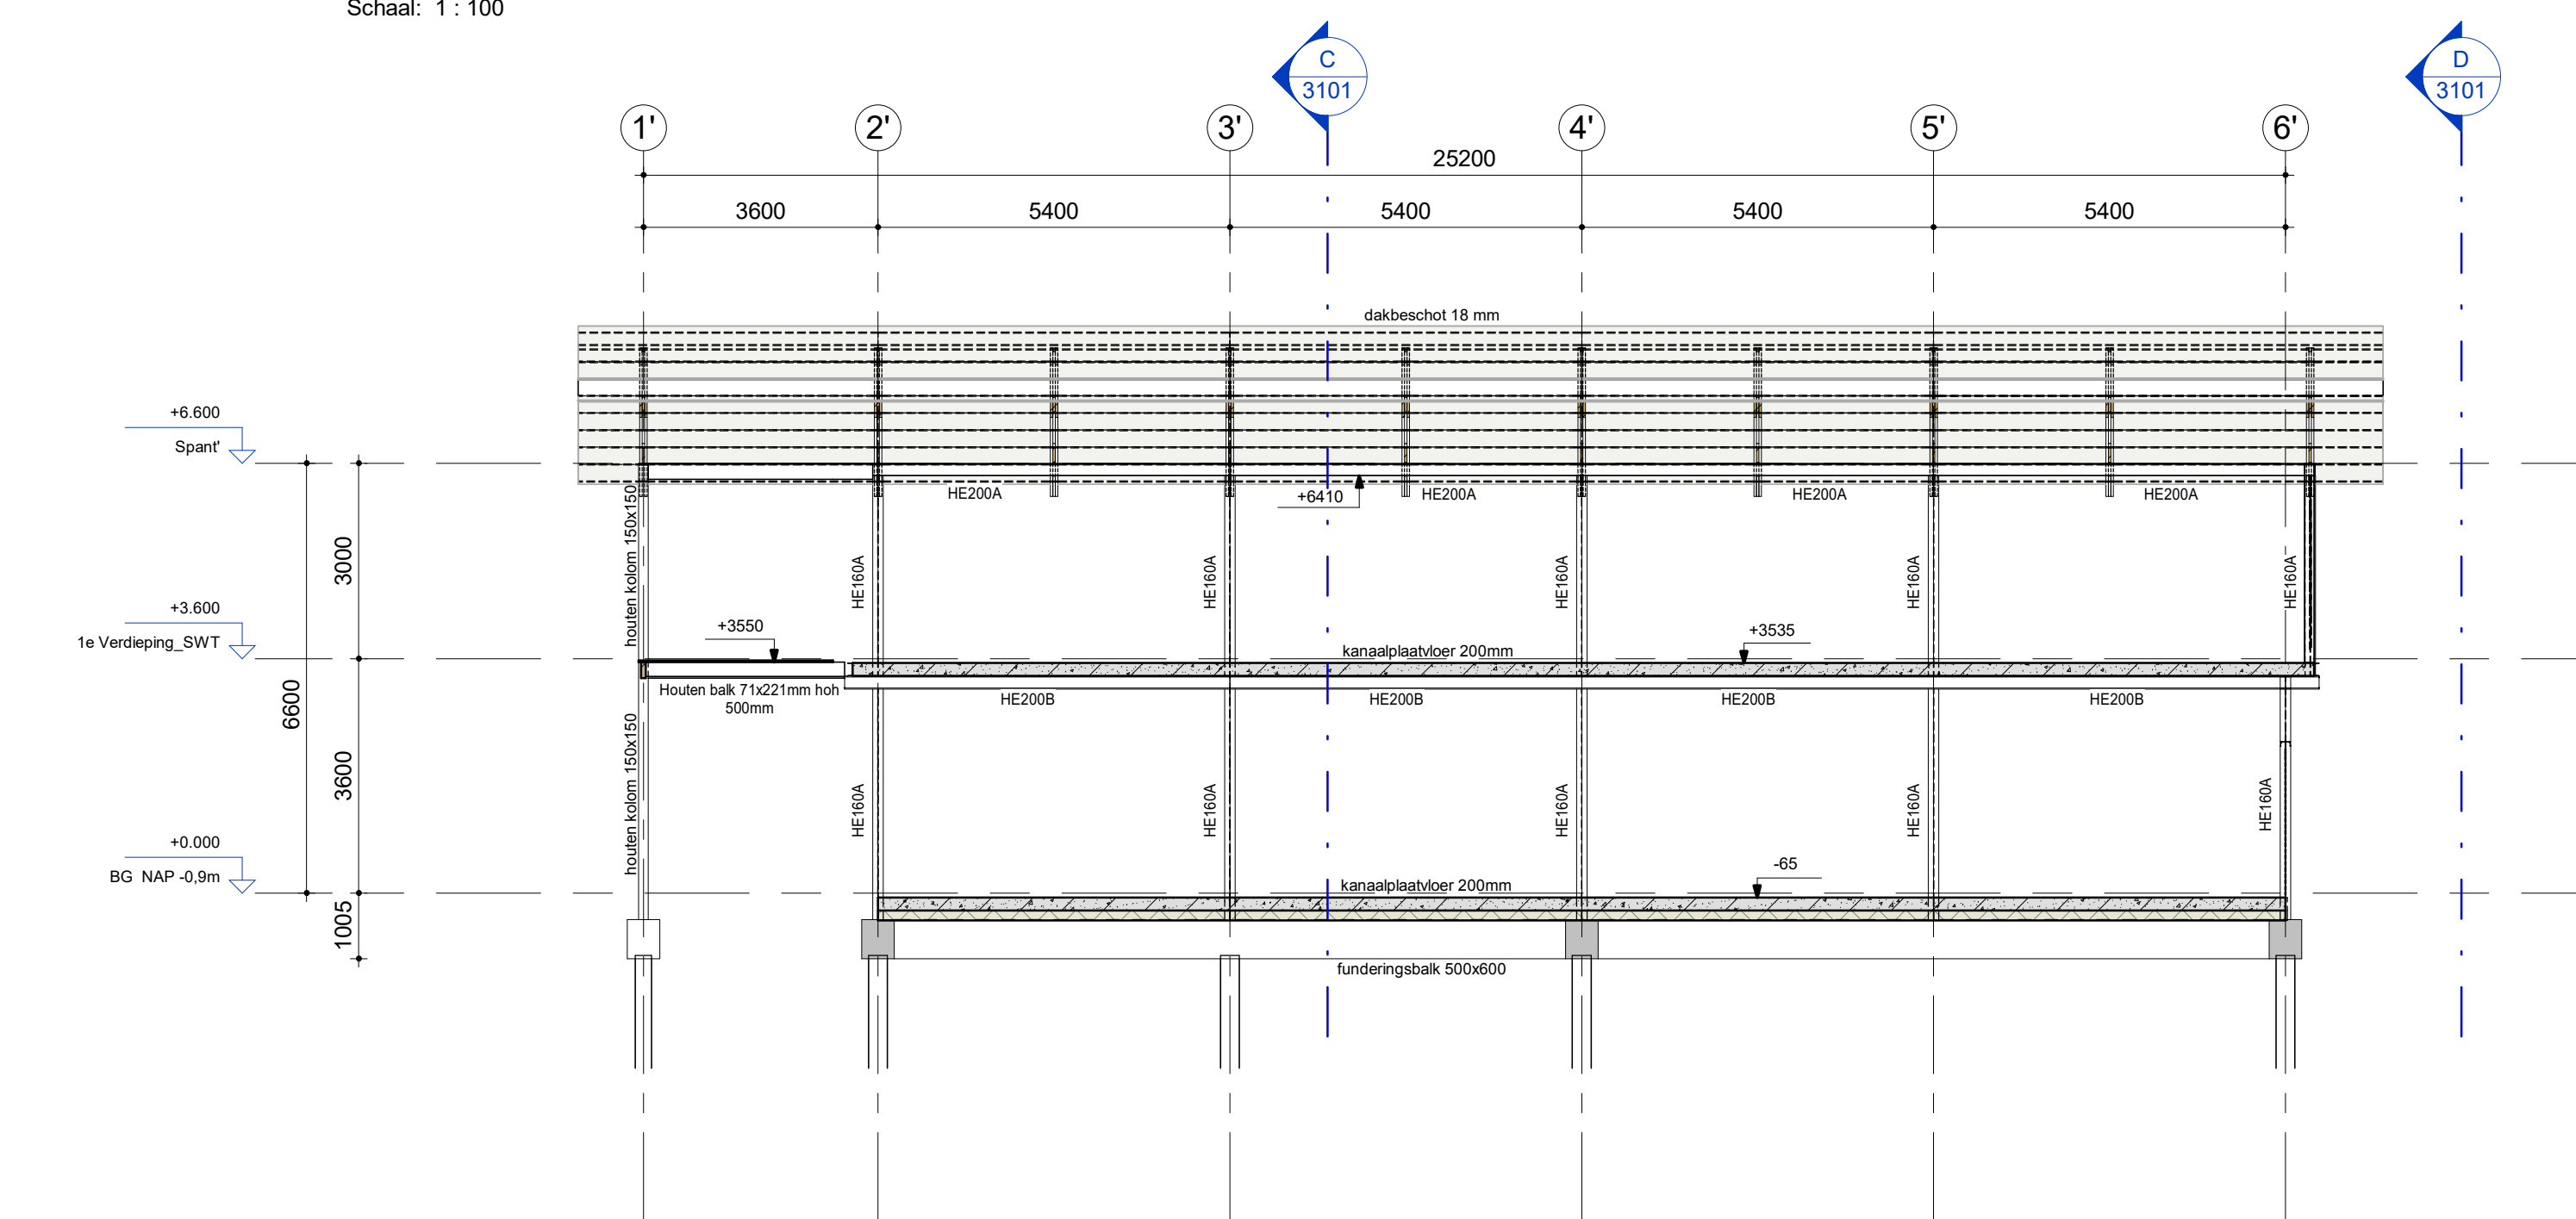 Schaal: 1 : 100
C
3101
D
3101
1'
2'
3'
4'
5'
6'
25200
3600
5400
5400
5400
5400
dakbeschot 18 mm
+6.600
Spant'
HE200A
+6410
HE200A
HE200A
HE200A
houten kolom 150x150
3000
HE160A
HE160A
HE160A
HE160A
HE160A
+3.600
1e Verdieping_SWT
+3550
kanaalplaatvloer 200mm
+3535
Houten balk 71x221mm hoh
500mm
HE200B
HE200B
HE200B
HE200B
6600
3600
houten kolom 150x150
HE160A
HE160A
HE160A
HE160A
HE160A
+0.000
BG NAP -0,9m
kanaalplaatvloer 200mm
-65
1005
funderingsbalk 500x600